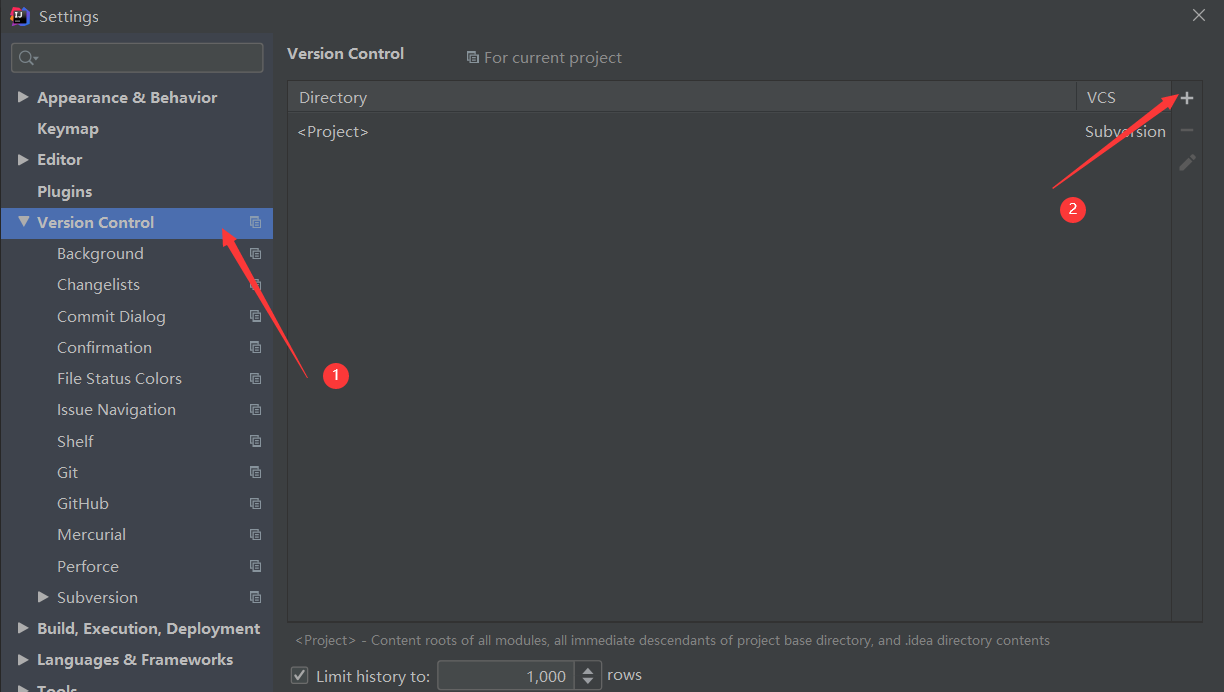 Settings
Version Control
For current project
Appearance & Behavior
Keymap
Editor
Plugins
Version Control
Background
Changelists
Commit Dialog
Confirmation
File Status Colors
Issue Navigation
Shelf
Git
GitHub
Mercurial
Perforce
Subversion
Build, Execution, Deployment
Languages & Frameworks
Tools
Directory VCS
<Project> Subversion
2
1
<Project> - Content roots of all modules, all immediate descendants of project base directory, and .idea directory contents
Limit history to: 1,000 rows